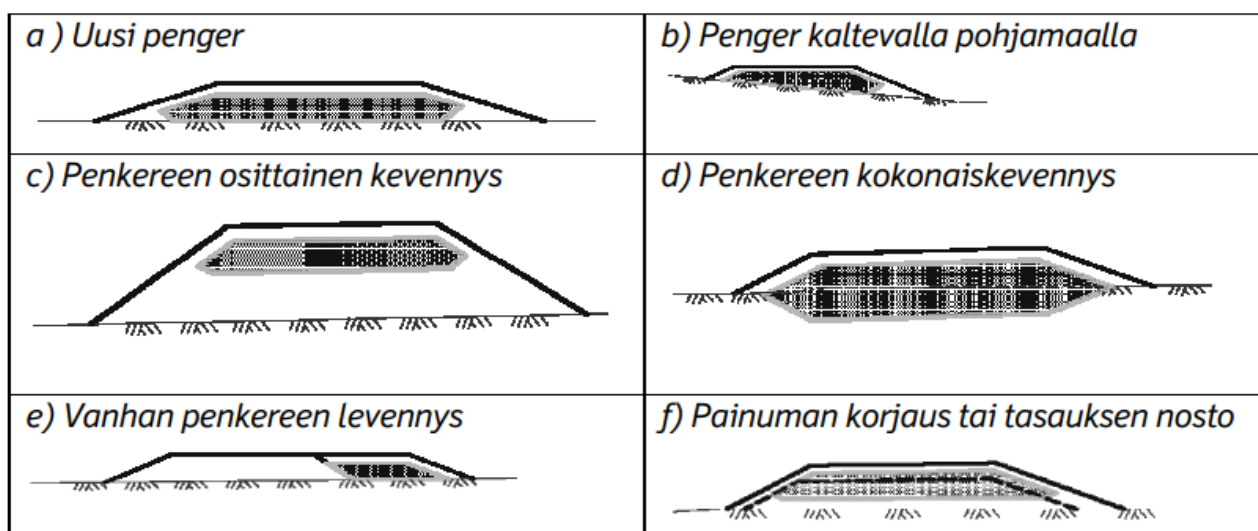 a ) Uusi penger
b) Penger kaltevalla pohjamaalla
c) Penkereen osittainen kevennys
d) Penkereen kokonaiskevennys
e) Vanhan penkereen levennys
f) Painuman korjaus tai tasauksen nosto